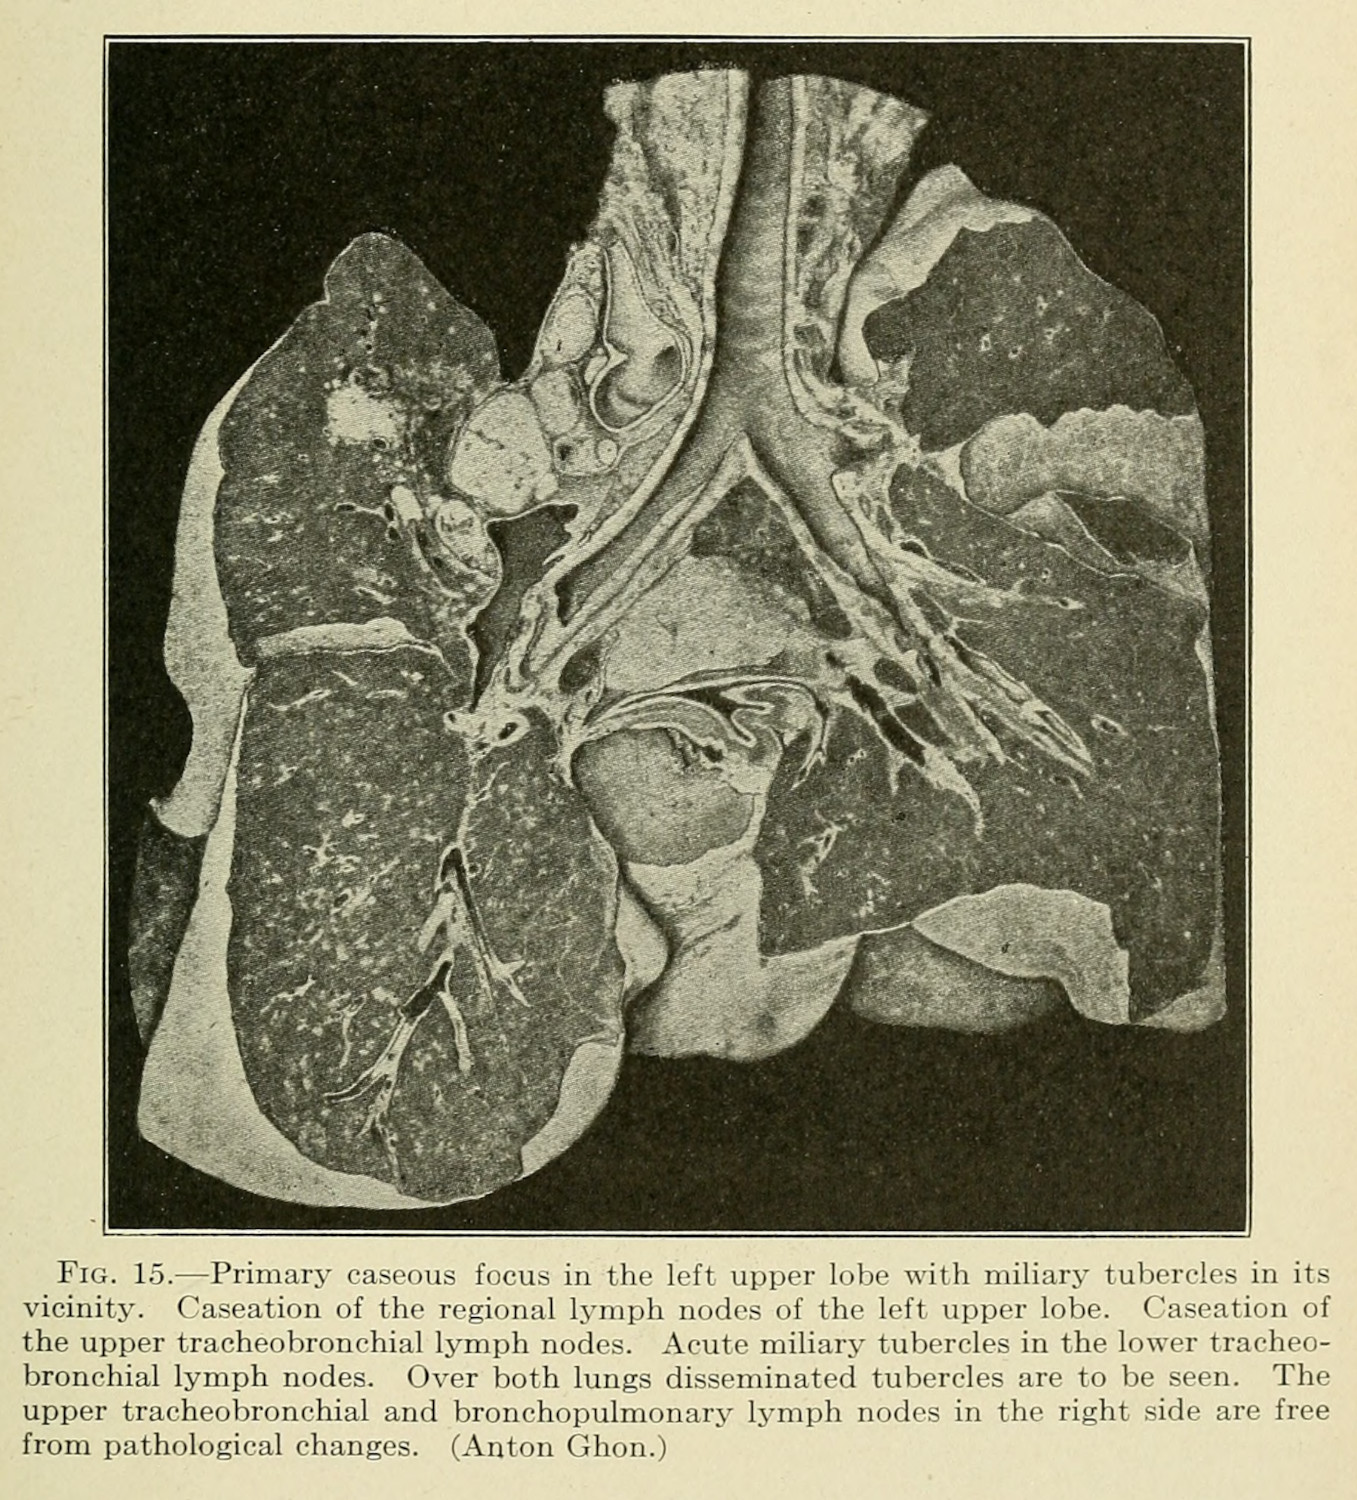 FIG. 15.—Primary caseous focus in the left upper lobe with miliary tubercles in its
vicinity. Caseation of the regional lymph nodes of the left upper lobe. Caseation of
the upper tracheobronchial lymph nodes. Acute miliary tubercles in the lower tracheo-
bronchial lymph nodes. Over both lungs disseminated tubercles are to be seen. The
upper tracheobronchial and bronchopulmonary lymph nodes in the right side are free
from pathological changes. (Anton Ghon.)